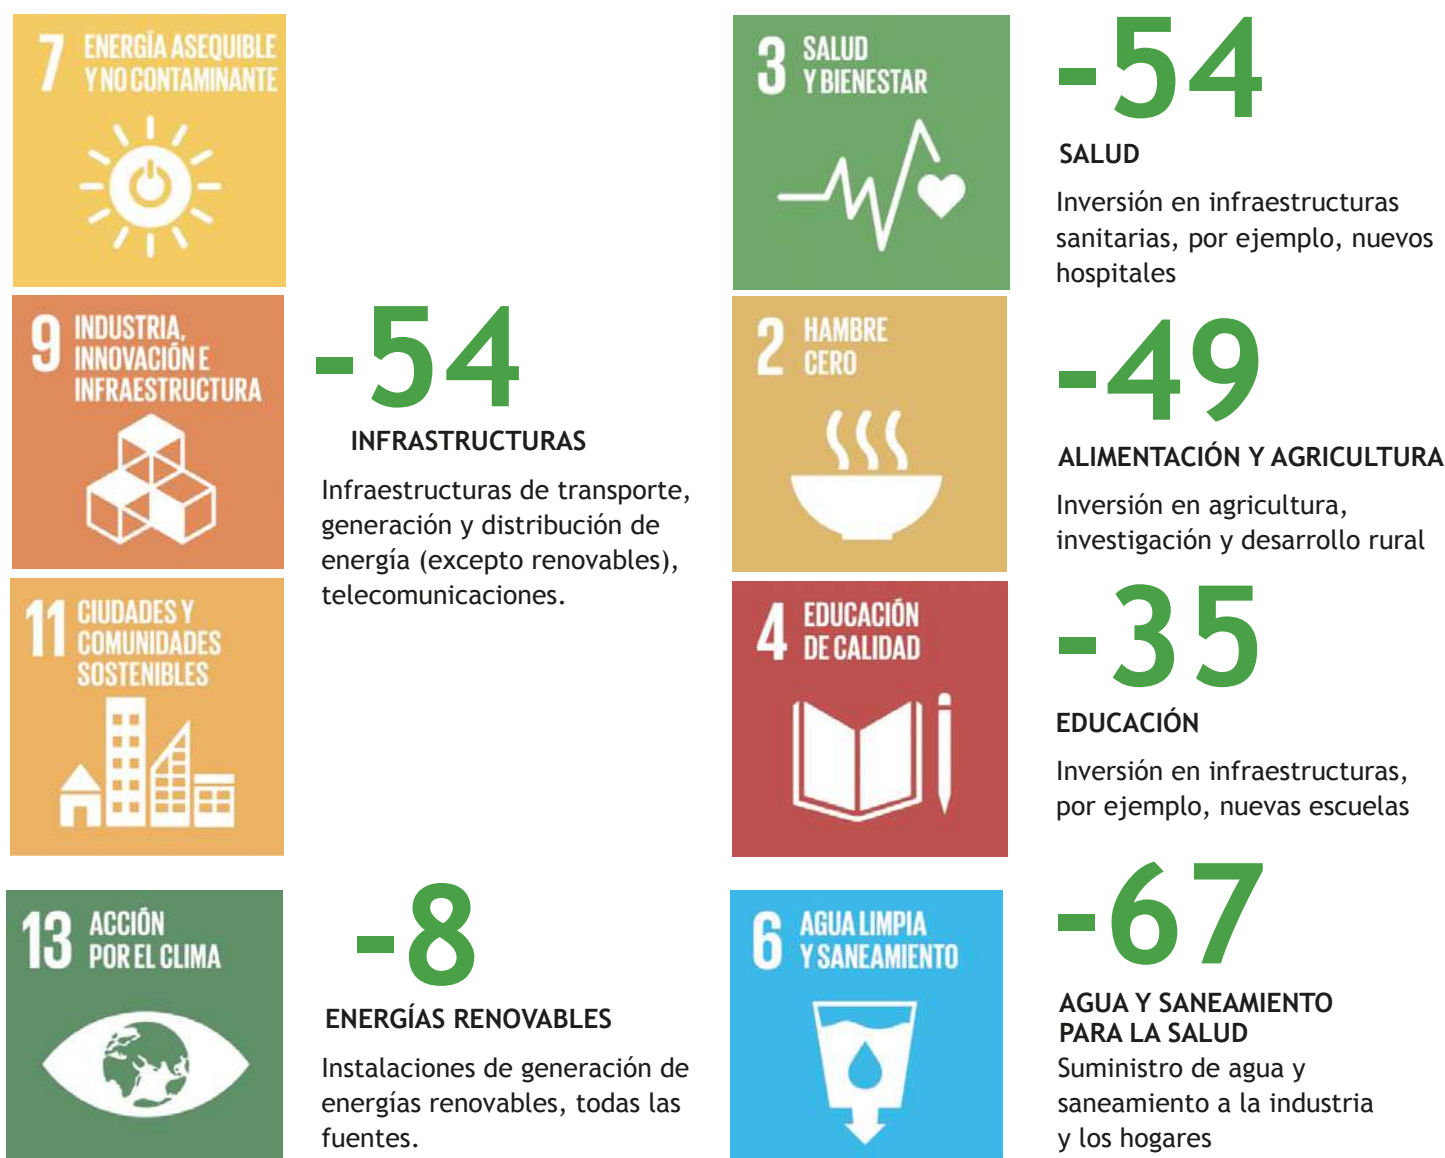 7 ENERGÍA ASEQUIBLE
Y NO CONTAMINANTE
9 INDUSTRIA,
INNOVACIÓN E
INFRAESTRUCTURA
-54
INFRASTRUCTURAS
Infraestructuras de transporte,
generación y distribución de
energía (excepto renovables),
telecomunicaciones.
11 CIUDADES Y
COMUNIDADES
SOSTENIBLES
13 ACCIÓN
POR EL CLIMA
-8
ENERGÍAS RENOVABLES
Instalaciones de generación de
energías renovables, todas las
fuentes.
3 SALUD
Y BIENESTAR
-54
SALUD
Inversión en infraestructuras
sanitarias, por ejemplo, nuevos
hospitales
2 HAMBRE
CERO
-49
ALIMENTACIÓN Y AGRICULTURA
Inversión en agricultura,
investigación y desarrollo rural
4 EDUCACIÓN
DE CALIDAD
-35
EDUCACIÓN
Inversión en infraestructuras,
por ejemplo, nuevas escuelas
6 AGUA LIMPIA
Y SANEAMIENTO
-67
AGUA Y SANEAMIENTO
PARA LA SALUD
Suministro de agua y
saneamiento a la industria
y los hogares